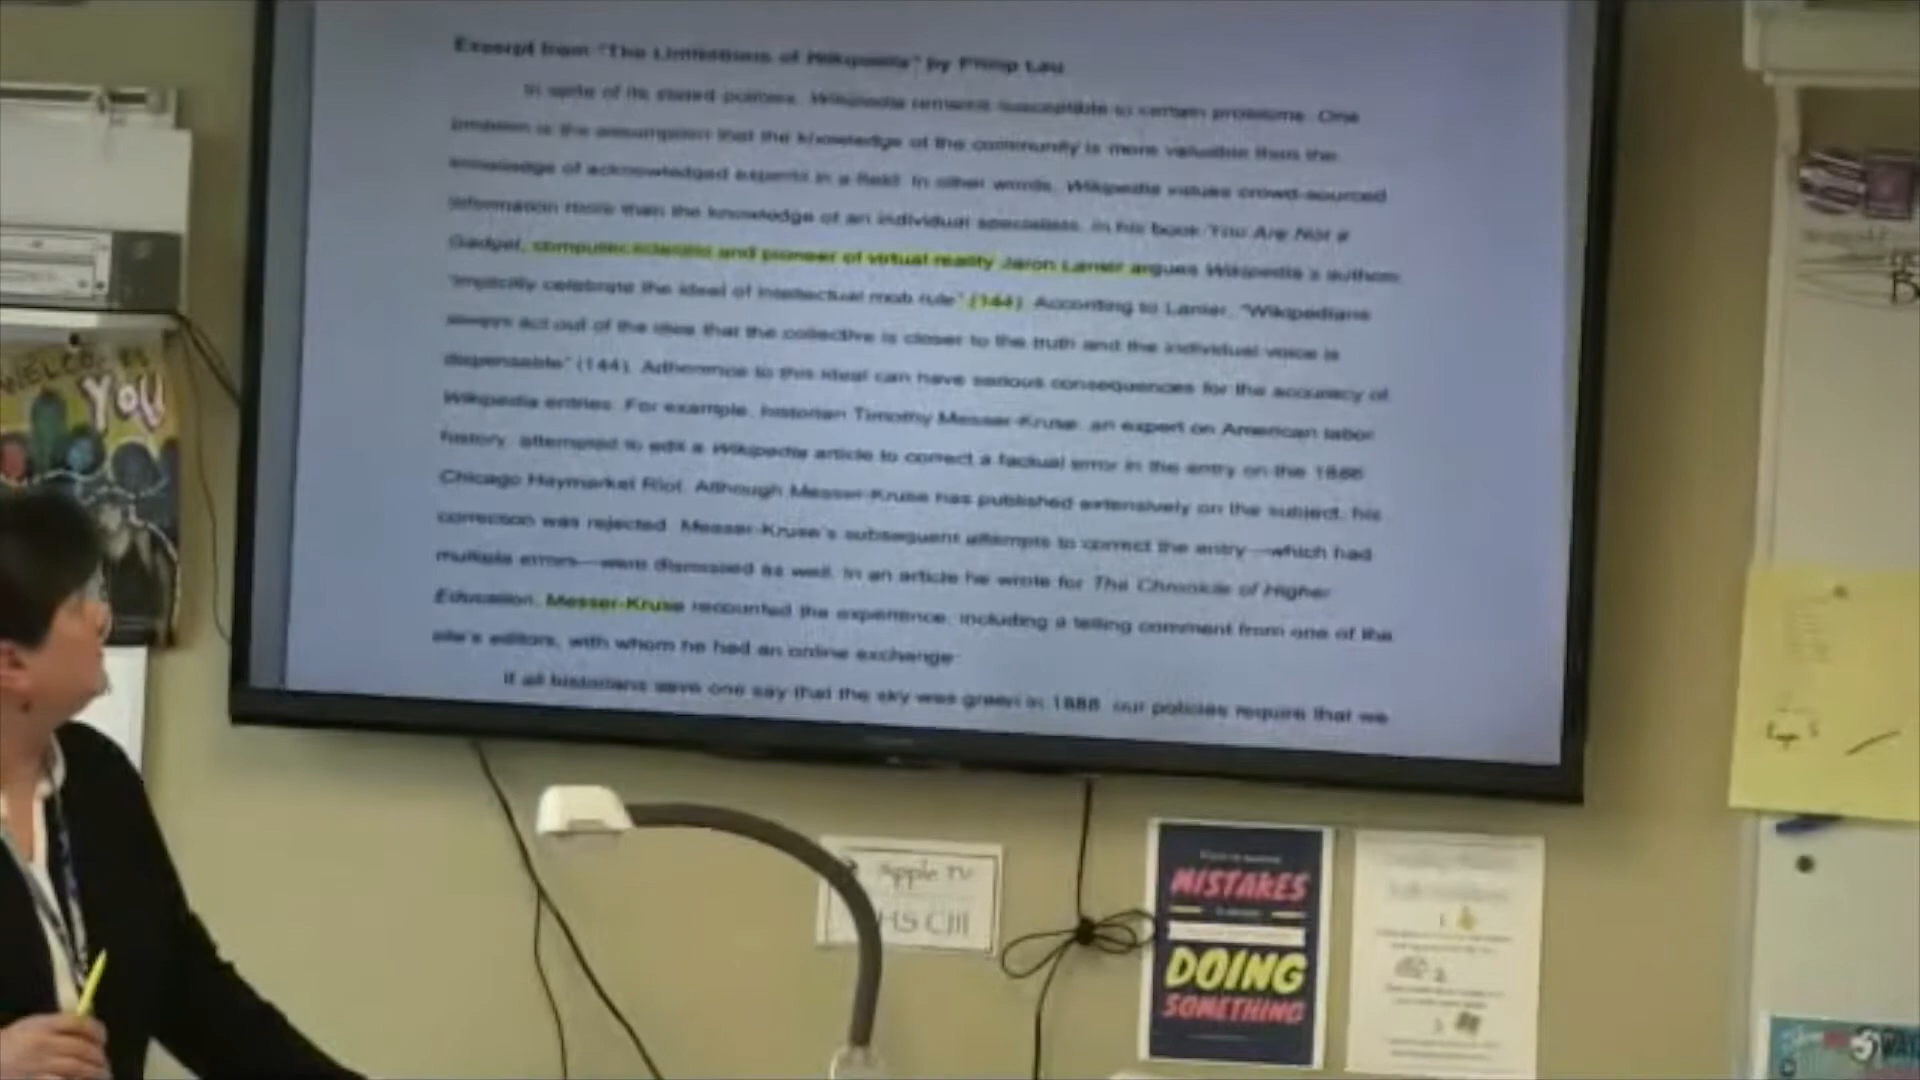 Excerpt from "The Limitations of Wikipedia" by Philip Lau
In spite of its stated policies, Wikipedia remains susceptible to certain problems. One
problem is the assumption that the knowledge of the community is more valuable than the
knowledge of acknowledged experts in a field. In other words, Wikipedia values crowd-sourced
information more than the knowledge of an individual specialists. In his book You Are Not a
Gadget, computer scientist and pioneer of virtual reality Jaron Lanier argues Wikipedia's authors
"implicitly celebrate the ideal of intellectual mob rule" (144). According to Lanier, "Wikipedians
always act out of the idea that the collective is closer to the truth and the individual voice is
dispensable" (144). Adherence to this ideal can have serious consequences for the accuracy of
Wikipedia entries. For example, historian Timothy Messer-Kruse, an expert on American labor
history, attempted to edit a Wikipedia article to correct a factual error in the entry on the 1886
Chicago Haymarket Riot. Although Messer-Kruse has published extensively on the subject, his
correction was rejected. Messer-Kruse's subsequent attempts to correct the entry—which had
multiple errors—were dismissed as well. In an article he wrote for The Chronicle of Higher
Education, Messer-Kruse recounted the experience, including a telling comment from one of the
site's editors, with whom he had an online exchange:
If all historians save one say that the sky was green in 1888, our policies require that we
WELCOME
YOU
Apple TV
HS C111
MISTAKES
DOING
SOMETHING
1.
2.
3.